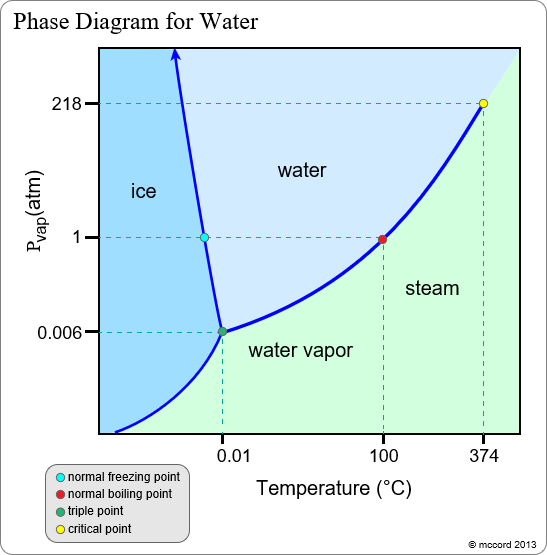 Phase Diagram for Water
218
water
ice
Pvap(atm)
1
steam
0.006
water vapor
0.01
100
374
Temperature (°C)
normal freezing point
normal boiling point
triple point
critical point
© mccord 2013